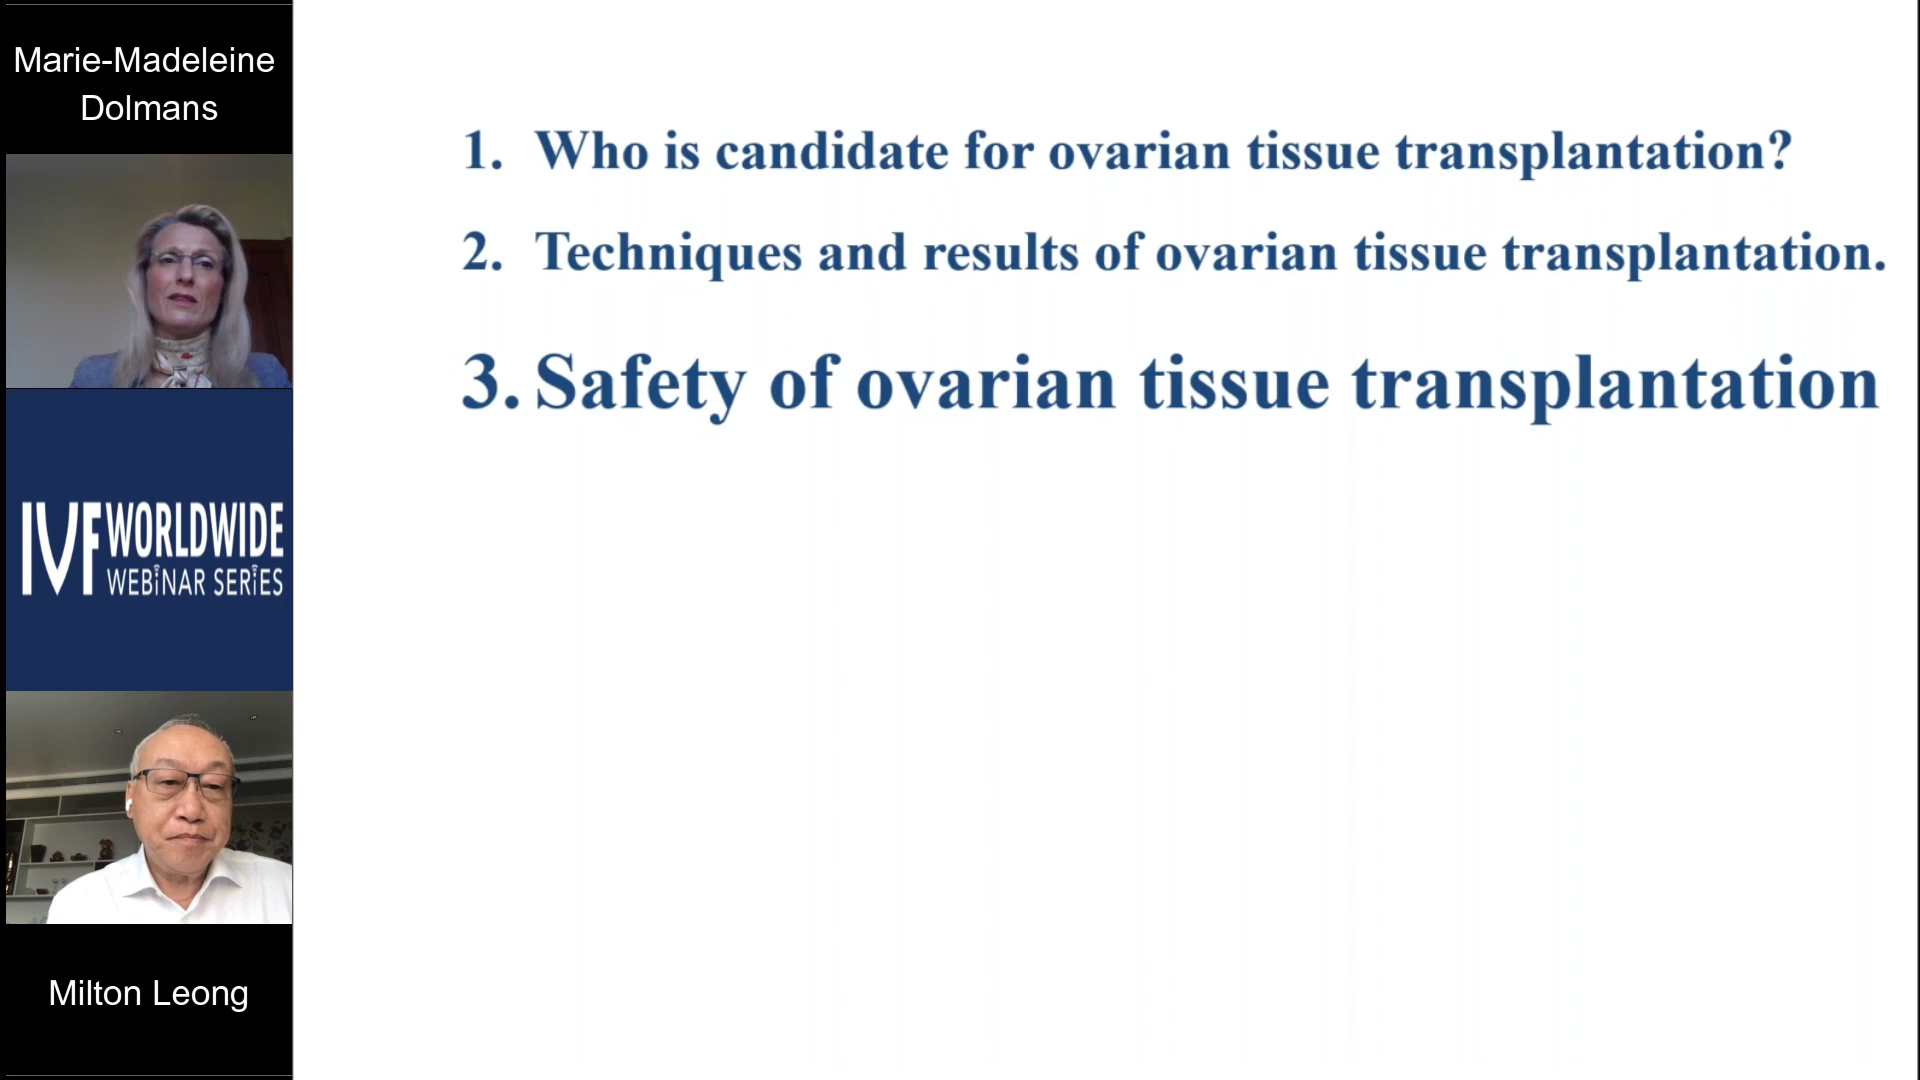 Marie-Madeleine
Dolmans
IVF WORLDWIDE
WEBiNAR SERiES
Milton Leong
1. Who is candidate for ovarian tissue transplantation?
2. Techniques and results of ovarian tissue transplantation.
3. Safety of ovarian tissue transplantation